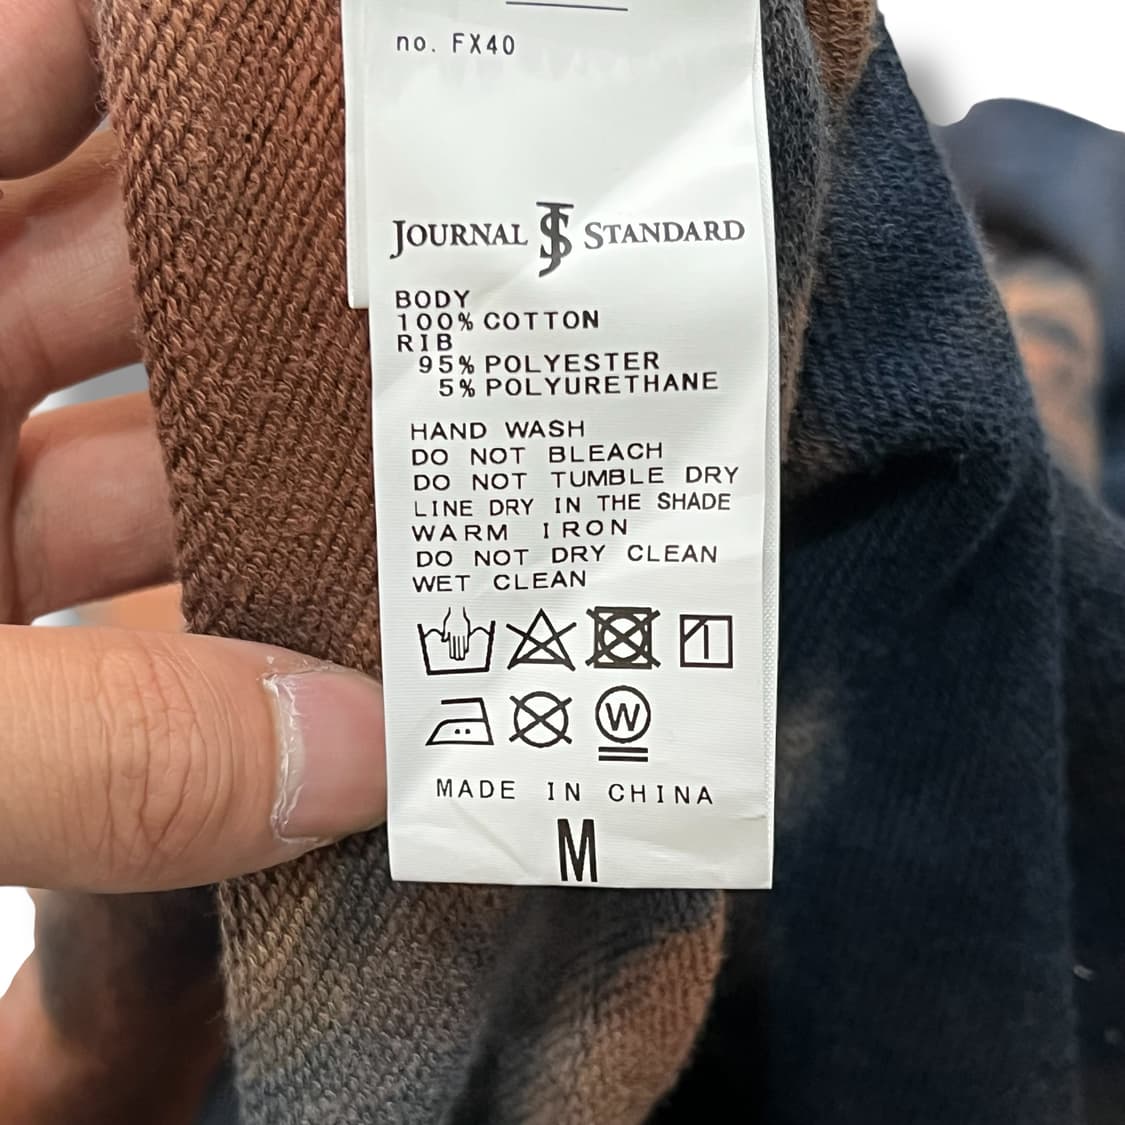 no. FX40
JOURNAL JS STANDARD
BODY
100% COTTON
RIB
95% POLYESTER
5% POLYURETHANE
HAND WASH
DO NOT BLEACH
DO NOT TUMBLE DRY
LINE DRY IN THE SHADE
WARM IRON
DO NOT DRY CLEAN
WET CLEAN
W
MADE IN CHINA
M